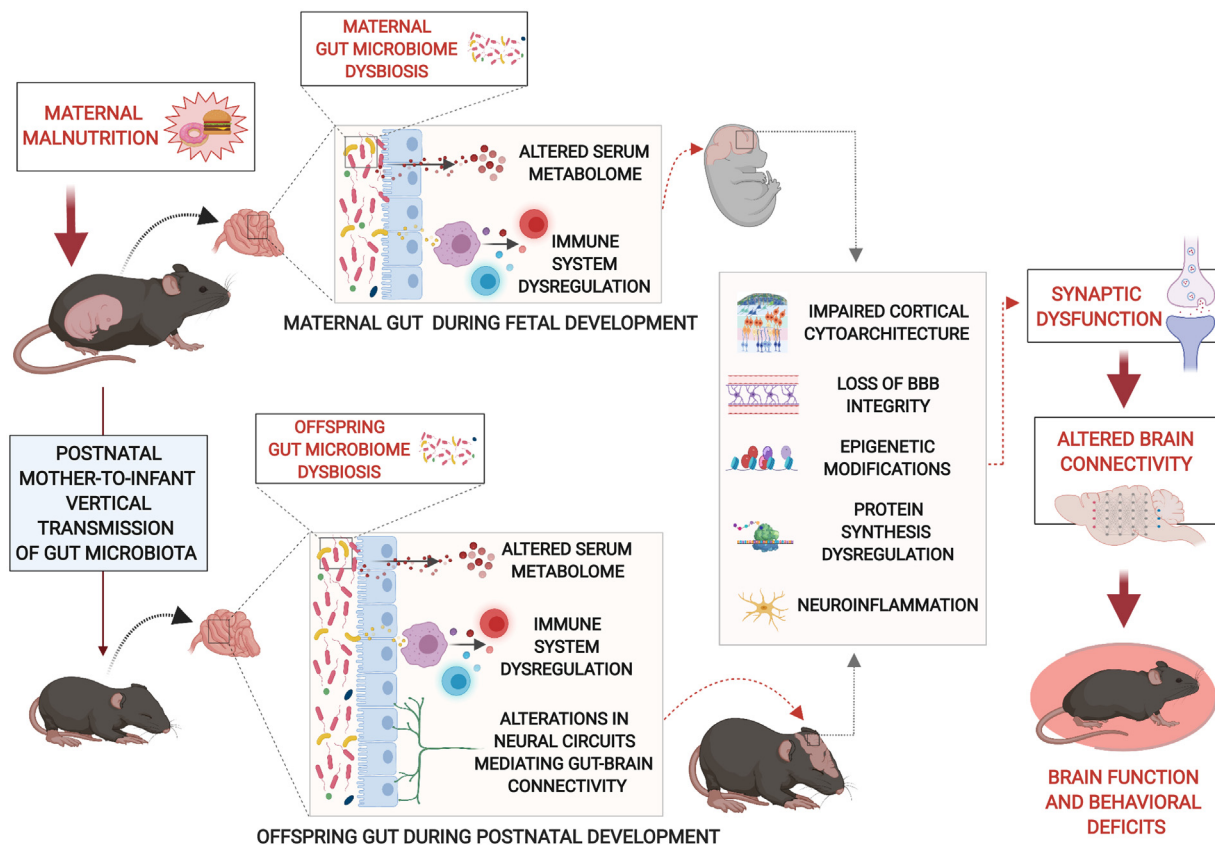 MATERNAL
GUT MICROBIOME
DYSBIOSIS
MATERNAL
MALNUTRITION
ALTERED SERUM
METABOLOME
IMMUNE
SYSTEM
DYSREGULATION
MATERNAL GUT DURING FETAL DEVELOPMENT
POSTNATAL
MOTHER-TO-INFANT
VERTICAL
TRANSMISSION
OF GUT MICROBIOTA
OFFSPRING
GUT MICROBIOME
DYSBIOSIS
ALTERED SERUM
METABOLOME
IMMUNE
SYSTEM
DYSREGULATION
ALTERATIONS IN
NEURAL CIRCUITS
MEDIATING GUT-BRAIN
CONNECTIVITY
OFFSPRING GUT DURING POSTNATAL DEVELOPMENT
IMPAIRED CORTICAL
CYTOARCHITECTURE
LOSS OF BBB
INTEGRITY
EPIGENETIC
MODIFICATIONS
PROTEIN
SYNTHESIS
DYSREGULATION
NEUROINFLAMMATION
SYNAPTIC
DYSFUNCTION
ALTERED BRAIN
CONNECTIVITY
BRAIN FUNCTION
AND BEHAVIORAL
DEFICITS